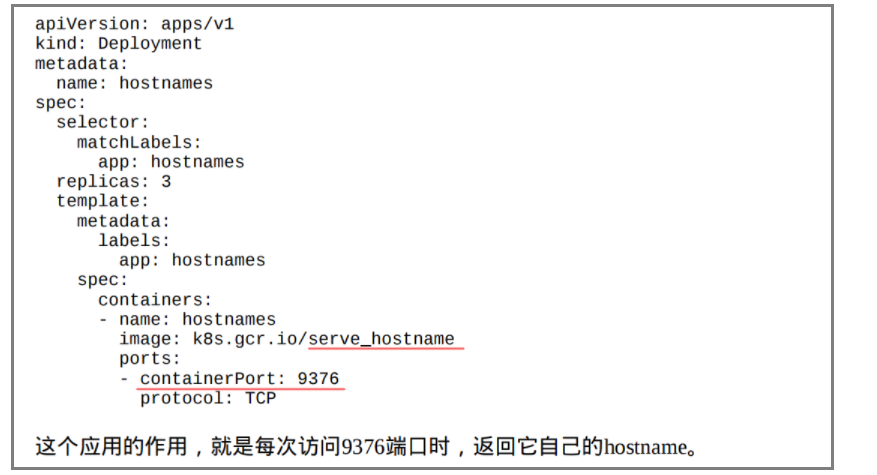 apiVersion: apps/v1
kind: Deployment
metadata:
  name: hostnames
spec:
  selector:
    matchLabels:
      app: hostnames
  replicas: 3
  template:
    metadata:
      labels:
        app: hostnames
    spec:
      containers:
      - name: hostnames
        image: k8s.gcr.io/serve_hostname
        ports:
        - containerPort: 9376
          protocol: TCP
这个应用的作用，就是每次访问9376端口时，返回它自己的hostname。